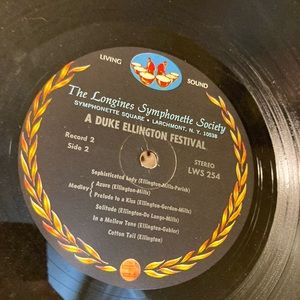 LIVING SOUND
The Longines Symphonette Society
SYMPHONETTE SQUARE • LARCHMONT, N. Y. 10538
A DUKE ELLINGTON FESTIVAL
Record 2
Side 2
STEREO
LWS 254
Sophisticated Lady (Ellington-Mills-Parish)
Medley { Azure (Ellington-Mills)
Prelude to a Kiss (Ellington-Gordon-Mills)
Solitude (Ellington-De Lange-Mills)
In a Mellow Tone (Ellington-Gabler)
Cotton Tail (Ellington)